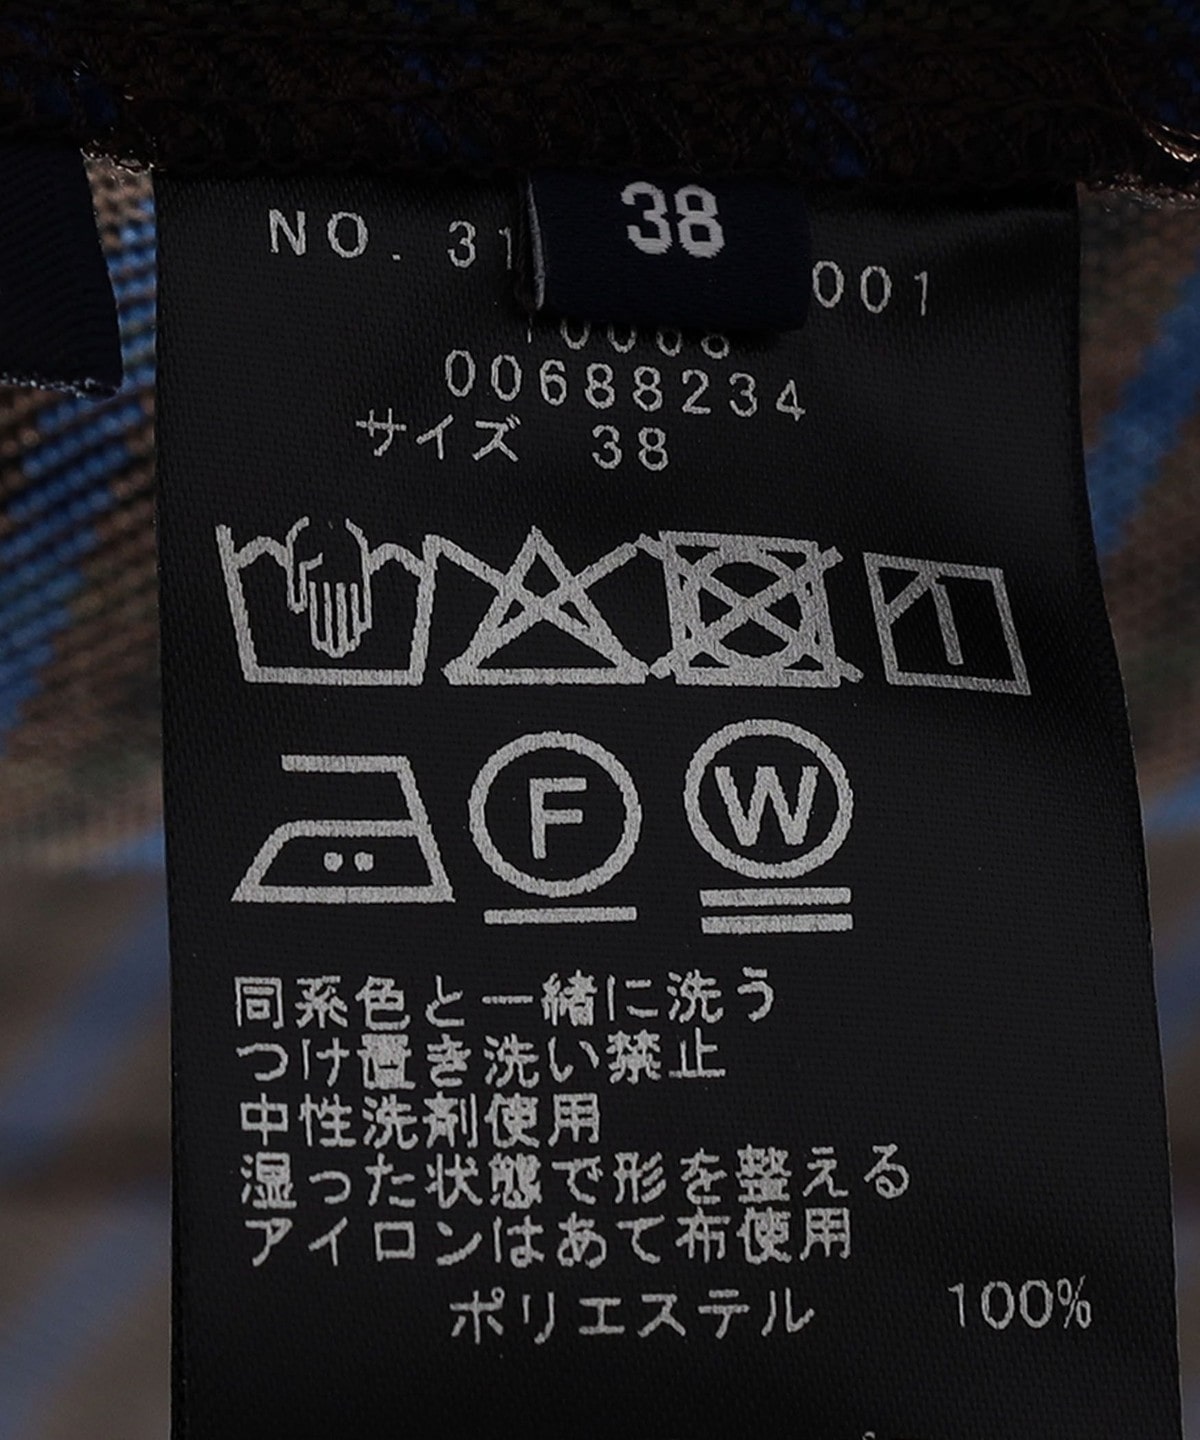 38
NO. 31 001
00688234
サイズ 38
F
W
同系色と一緒に洗う
つけ置き洗い禁止
中性洗剤使用
湿った状態で形を整える
アイロンはあて布使用
ポリエステル 100%